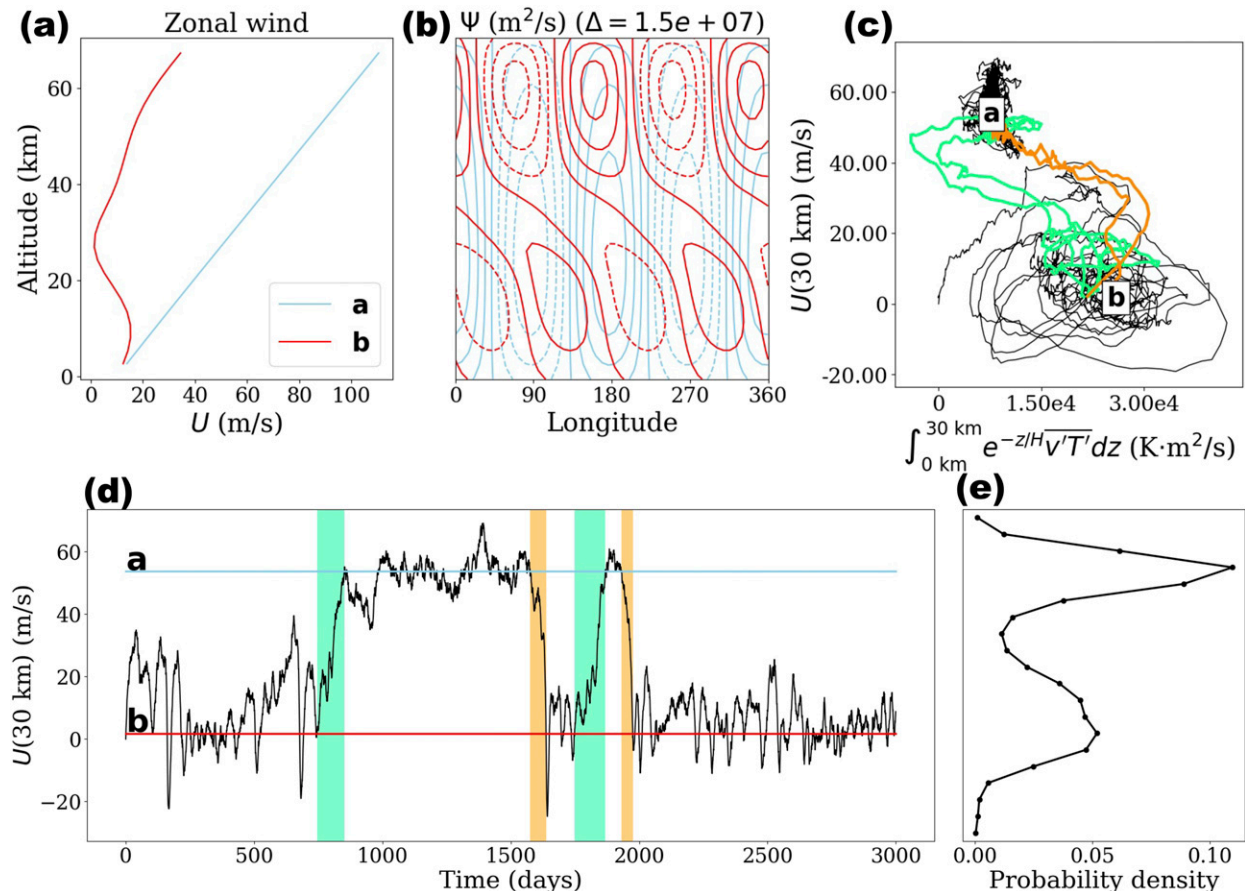 (a) Zonal wind
Altitude (km)
60
40
20
0
0 20 40 60 80 100
U (m/s)
a
b
(b) Ψ (m²/s) (Δ = 1.5e + 07)
0 90 180 270 360
Longitude
(c)
U(30 km) (m/s)
60.00
40.00
20.00
0
-20.00
a
b
0 1.50e4 3.00e4
∫₀ ₖₘ³⁰ ᵏᵐ e^{-z/H} \overline{v'T'} dz (K·m²/s)
(d)
U(30 km) (m/s)
60
40
20
0
−20
a
b
0 500 1000 1500 2000 2500 3000
Time (days)
(e)
0.00 0.05 0.10
Probability density